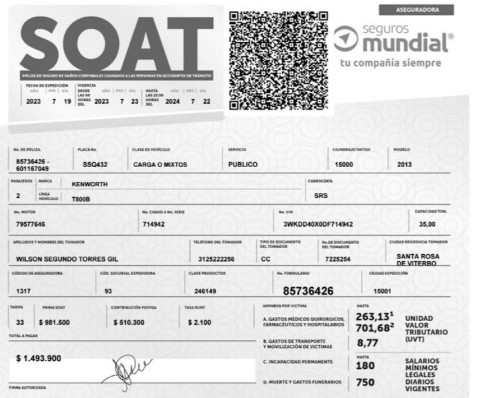 SOAT
ASEGURADORA
seguros
mundial®
tu compañía siempre
PÓLIZA DE SEGURO DE DAÑOS CORPORALES CAUSADOS A LAS PERSONAS EN ACCIDENTES DE TRÁNSITO
FECHA DE EXPEDICIÓN VIGENCIA
AÑO MES DÍA DESDE LAS 00 HORAS DEL AÑO MES DÍA HASTA LAS 23:59 HORAS DEL AÑO MES DÍA
2023 7 19 2023 7 23 2024 7 22
No. DE PÓLIZA PLACA No. CLASE DE VEHÍCULO SERVICIO CILINDRAJE/VATIOS MODELO
85736426 - 601167049 SSQ432 CARGA O MIXTOS PUBLICO 15000 2013
PASAJEROS MARCA KENWORTH CARROCERÍA
2 LÍNEA VEHÍCULO T800B SRS
No. MOTOR No. CHASIS o No. SERIE No. VIN CAPACIDAD TON.
79577646 714942 3WKDD40X0DF714942 35,00
APELLIDOS Y NOMBRES DEL TOMADOR TELÉFONO DEL TOMADOR TIPO DE DOCUMENTO DEL TOMADOR No. DE DOCUMENTO DEL TOMADOR CIUDAD RESIDENCIA TOMADOR
WILSON SEGUNDO TORRES GIL 3125222256 CC 7225254 SANTA ROSA DE VITERBO
CÓDIGO DE ASEGURADORA CÓD. SUCURSAL EXPEDIDORA CLAVE PRODUCTOR No. FORMULARIO CIUDAD EXPEDICIÓN
1317 93 246149 85736426 15001
TARIFA PRIMA SOAT CONTRIBUCIÓN FOSYGA TASA RUNT
33 $ 981.500 $ 510.300 $ 2.100
TOTAL A PAGAR
$ 1.493.900
FIRMA AUTORIZADA
AMPAROS POR VÍCTIMA HASTA
A. GASTOS MÉDICOS QUIRÚRGICOS, FARMACÉUTICOS Y HOSPITALARIOS 263,13¹ 701,68² UNIDAD VALOR TRIBUTARIO (UVT)
B. GASTOS DE TRANSPORTE Y MOVILIZACIÓN DE VÍCTIMAS 8,77
C. INCAPACIDAD PERMANENTE HASTA 180 SALARIOS MÍNIMOS LEGALES DIARIOS VIGENTES
D. MUERTE Y GASTOS FUNERARIOS 750